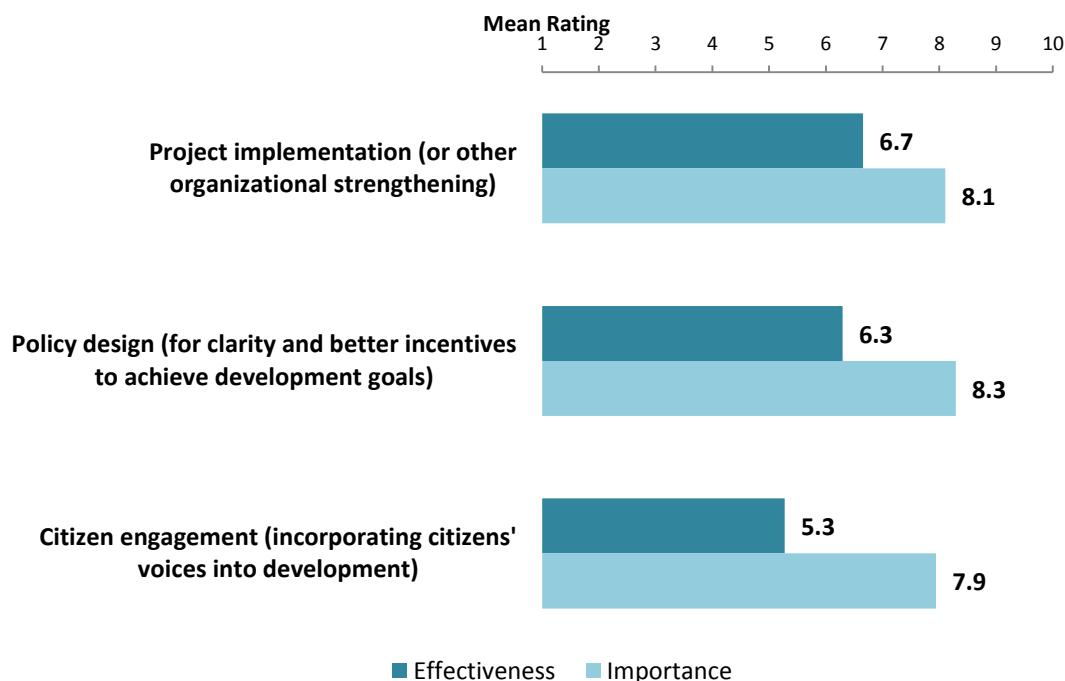 Mean Rating
1 2 3 4 5 6 7 8 9 10
Project implementation (or other
organizational strengthening)
6.7
8.1
Policy design (for clarity and better incentives
to achieve development goals)
6.3
8.3
Citizen engagement (incorporating citizens'
voices into development)
5.3
7.9
Effectiveness Importance